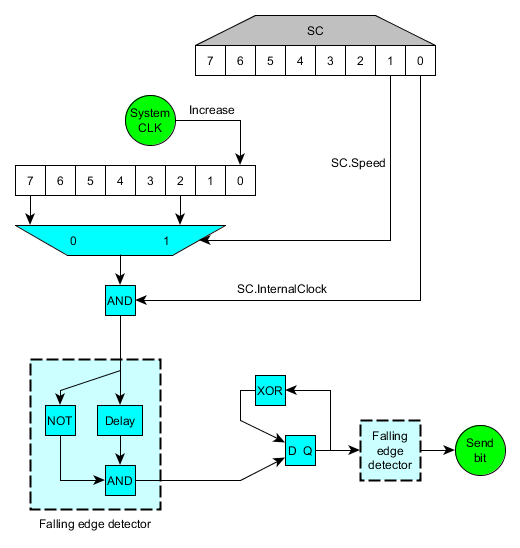 SC
7 6 5 4 3 2 1 0
System
CLK
Increase
SC.Speed
7 6 5 4 3 2 1 0
0 1
SC.InternalClock
AND
XOR
NOT
Delay
D Q
Falling
edge
detector
Send
bit
AND
Falling edge detector